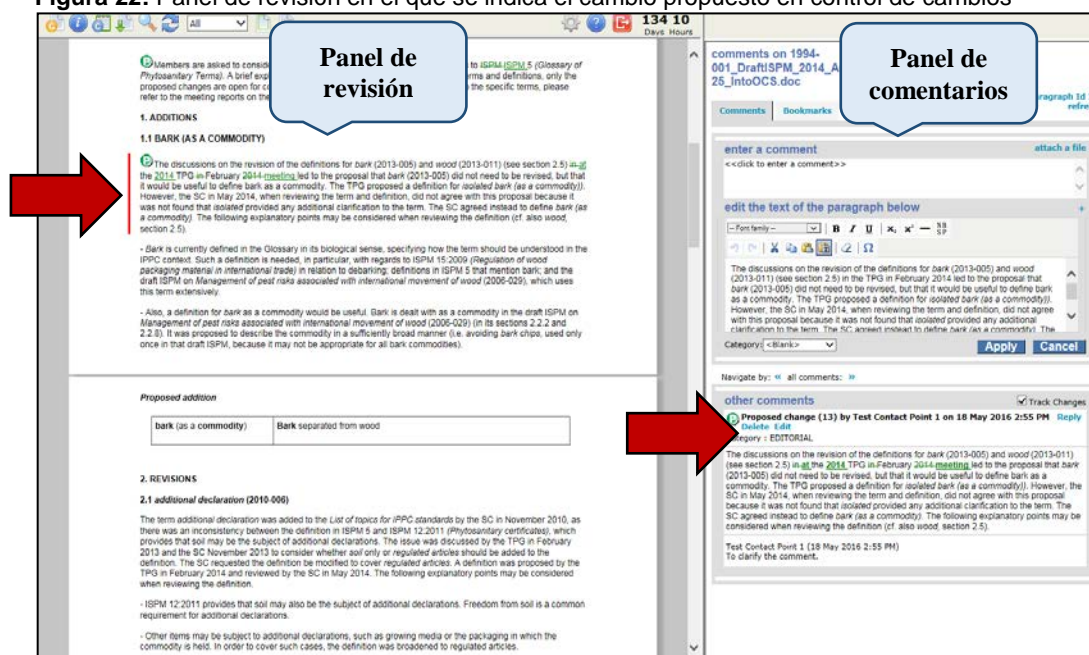 Figura 22: Panel de revisión en el que se indica el cambio propuesto en control de cambios
All
134 10
Days Hours
Panel de
revisión
Panel de
comentarios
Members are asked to conside
to ISPM ISPM 5 (Glossary of
Phytosanitary Terms). A brief exp
rms and definitions, only the
proposed changes are open for co
the specific terms, please
refer to the meeting reports on the
1. ADDITIONS
1.1 BARK (AS A COMMODITY)
The discussions on the revision of the definitions for bark (2013-005) and wood (2013-011) (see section 2.5) in at
the 2014 TPG in February 2014 meeting led to the proposal that bark (2013-005) did not need to be revised, but that
it would be useful to define bark as a commodity. The TPG proposed a definition for isolated bark (as a commodity)).
However, the SC in May 2014, when reviewing the term and definition, did not agree with this proposal because it
was not found that isolated provided any additional clarification to the term. The SC agreed instead to define bark (as
a commodity). The following explanatory points may be considered when reviewing the definition (cf. also wood,
section 2.5).
- Bark is currently defined in the Glossary in its biological sense, specifying how the term should be understood in the
IPPC context. Such a definition is needed, in particular, with regards to ISPM 15:2009 (Regulation of wood
packaging material in international trade) in relation to debarking; definitions in ISPM 5 that mention bark; and the
draft ISPM on Management of pest risks associated with international movement of wood (2006-029), which uses
this term extensively.
- Also, a definition for bark as a commodity would be useful. Bark is dealt with as a commodity in the draft ISPM on
Management of pest risks associated with international movement of wood (2006-029) (in its sections 2.2.2 and
2.2.8). It was proposed to describe the commodity in a sufficiently broad manner (i.e. avoiding bark chips, used only
once in that draft ISPM, because it may not be appropriate for all bark commodities).
Proposed addition
bark (as a commodity) Bark separated from wood
2. REVISIONS
2.1 additional declaration (2010-006)
The term additional declaration was added to the List of topics for IPPC standards by the SC in November 2010, as
there was an inconsistency between the definition in ISPM 5 and ISPM 12:2011 (Phytosanitary certificates), which
provides that soil may be the subject of additional declarations. The issue was discussed by the TPG in February
2013 and the SC November 2013 to consider whether soil only or regulated articles should be added to the
definition. The SC requested the definition be modified to cover regulated articles. A definition was proposed by the
TPG in February 2014 and reviewed by the SC in May 2014. The following explanatory points may be considered
when reviewing the definition.
- ISPM 12:2011 provides that soil may also be the subject of additional declarations. Freedom from soil is a common
requirement for additional declarations.
- Other items may be subject to additional declarations, such as growing media or the packaging in which the
commodity is held. In order to cover such cases, the definition was broadened to regulated articles.
comments on 1994-
001_DraftISPM_2014_A
25_IntoOCS.doc
aragraph Id
refre
Comments Bookmarks
enter a comment attach a file
<<click to enter a comment>>
edit the text of the paragraph below +
-- Font family -- B I U x₂ x² — NB SP
The discussions on the revision of the definitions for bark (2013-005) and wood
(2013-011) (see section 2.5) in the TPG in February 2014 led to the proposal that
bark (2013-005) did not need to be revised, but that it would be useful to define bark
as a commodity. The TPG proposed a definition for isolated bark (as a commodity)).
However, the SC in May 2014, when reviewing the term and definition, did not agree
with this proposal because it was not found that isolated provided any additional
clarification to the term. The SC agreed instead to define bark (as a commodity). The
Category: <Blank> Apply Cancel
Navigate by: « all comments: »
other comments Track Changes
Proposed change (13) by Test Contact Point 1 on 18 May 2016 2:55 PM Reply
Delete Edit
tegory : EDITORIAL
The discussions on the revision of the definitions for bark (2013-005) and wood (2013-011)
(see section 2.5) in at the 2014 TPG in February 2014 meeting led to the proposal that bark
(2013-005) did not need to be revised, but that it would be useful to define bark as a
commodity. The TPG proposed a definition for isolated bark (as a commodity)). However, the
SC in May 2014, when reviewing the term and definition, did not agree with this proposal
because it was not found that isolated provided any additional clarification to the term. The
SC agreed instead to define bark (as a commodity). The following explanatory points may be
considered when reviewing the definition (cf. also wood, section 2.5).
Test Contact Point 1 (18 May 2016 2:55 PM)
To clarify the comment.